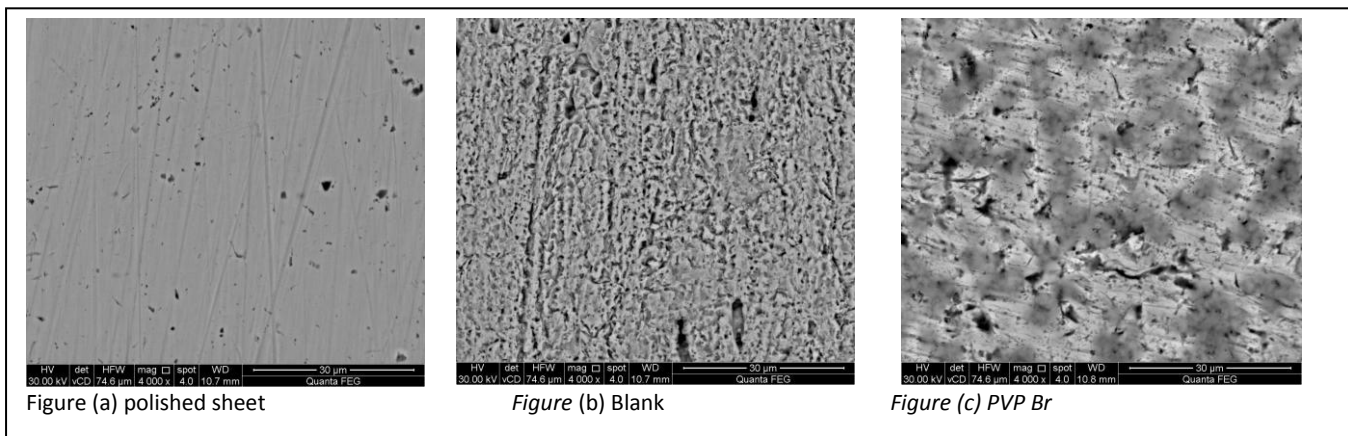 HV det HFW mag □ spot WD 30 µm
30.00 kV vCD 74.6 µm 4 000 x 4.0 10.7 mm Quanta FEG
HV det HFW mag □ spot WD 30 µm
30.00 kV vCD 74.6 µm 4 000 x 4.0 10.7 mm Quanta FEG
HV det HFW mag □ spot WD 30 µm
30.00 kV vCD 74.6 µm 4 000 x 4.0 10.8 mm Quanta FEG
Figure (a) polished sheet
Figure (b) Blank
Figure (c) PVP Br